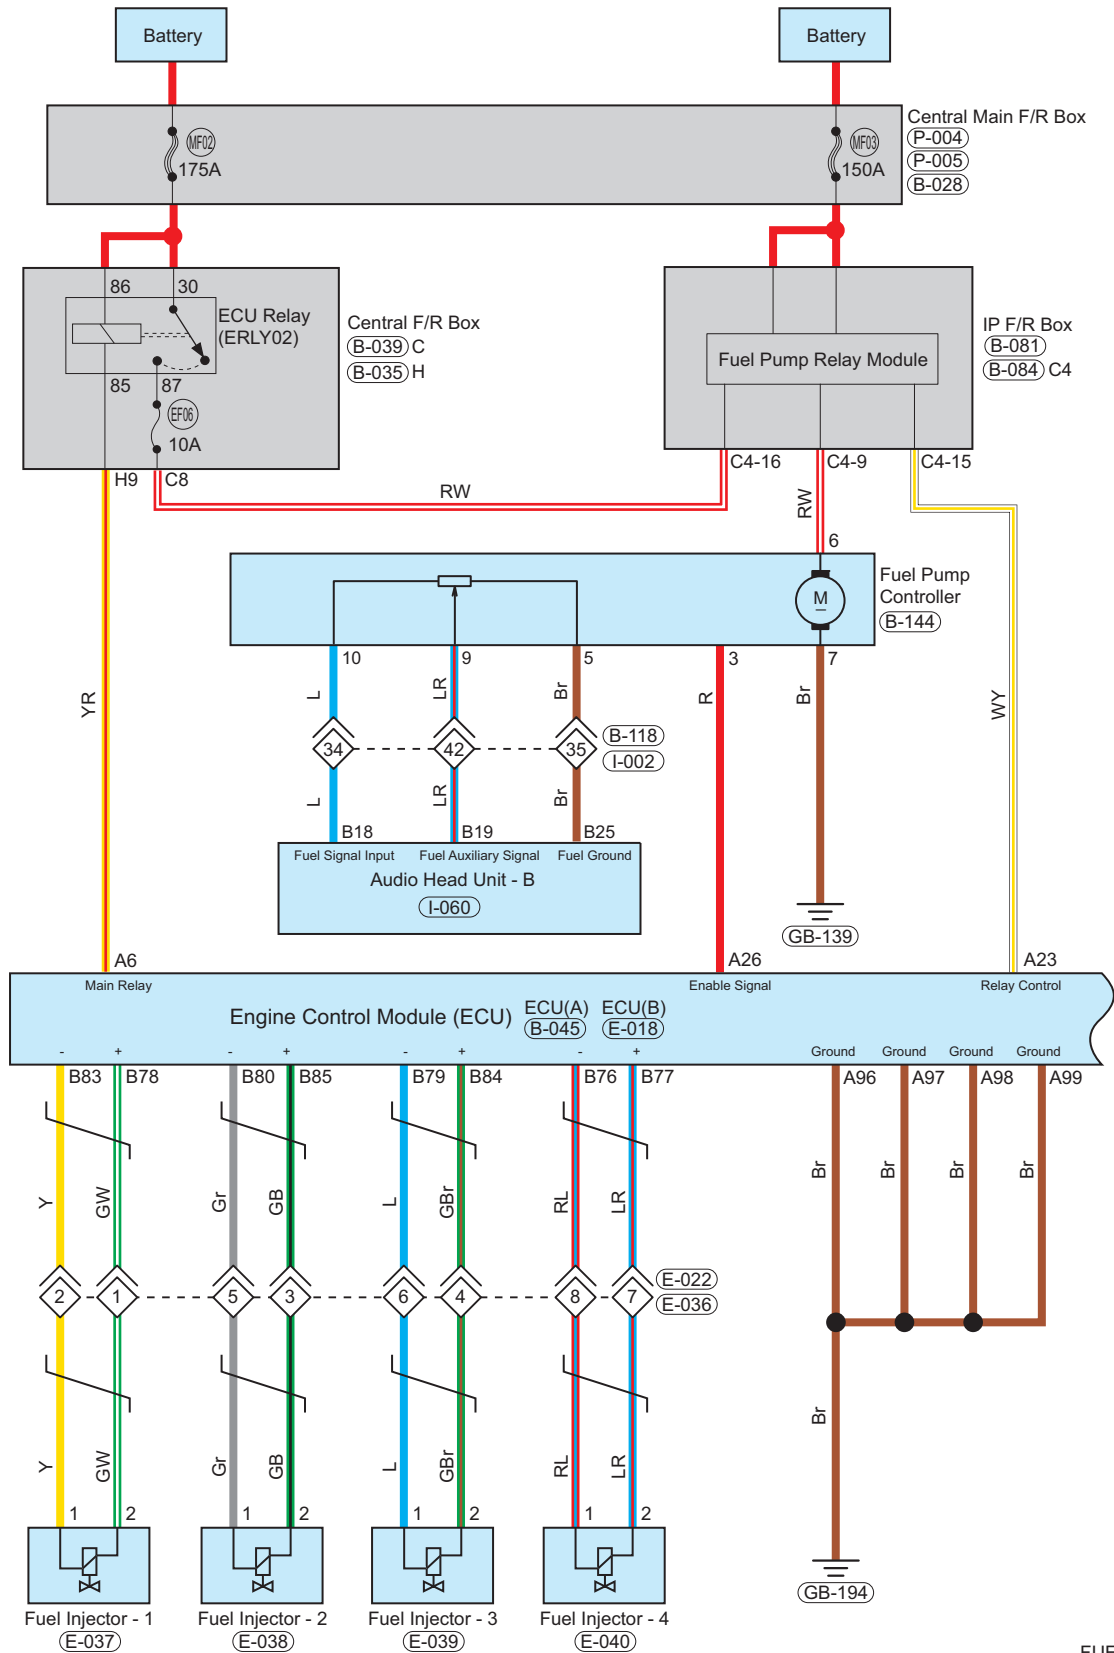 Battery
Battery
MF02
175A
MF03
150A
Central Main F/R Box
P-004
P-005
B-028
86
30
ECU Relay
(ERLY02)
85
87
EF06
10A
Central F/R Box
B-039 C
B-035 H
Fuel Pump Relay Module
IP F/R Box
B-081
B-084 C4
H9
C8
C4-16
C4-9
C4-15
RW
RW
YR
WY
6
M
Fuel Pump
Controller
B-144
10
9
5
3
7
L
LR
Br
R
Br
34
42
35
B-118
I-002
L
LR
Br
B18
B19
B25
Fuel Signal Input
Fuel Auxiliary Signal
Fuel Ground
Audio Head Unit - B
I-060
GB-139
A6
A26
A23
Main Relay
Enable Signal
Relay Control
Engine Control Module (ECU)
ECU(A)
B-045
ECU(B)
E-018
-
+
-
+
-
+
-
+
Ground
Ground
Ground
Ground
B83
B78
B80
B85
B79
B84
B76
B77
A96
A97
A98
A99
Y
GW
Gr
GB
L
GBr
RL
LR
Br
Br
Br
Br
2
1
5
3
6
4
8
7
E-022
E-036
Y
GW
Gr
GB
L
GBr
RL
LR
Br
1
2
1
2
1
2
1
2
Fuel Injector - 1
E-037
Fuel Injector - 2
E-038
Fuel Injector - 3
E-039
Fuel Injector - 4
E-040
GB-194